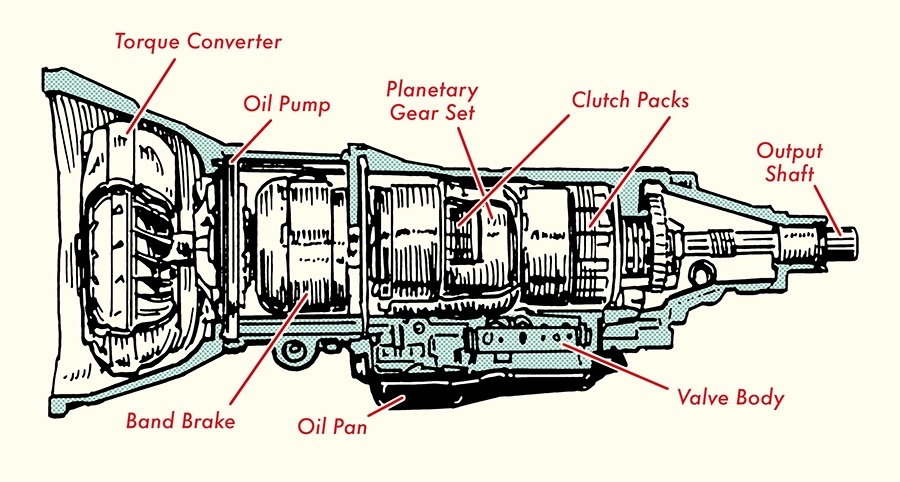 Torque Converter
Oil Pump
Planetary
Gear Set
Clutch Packs
Output
Shaft
Band Brake
Oil Pan
Valve Body